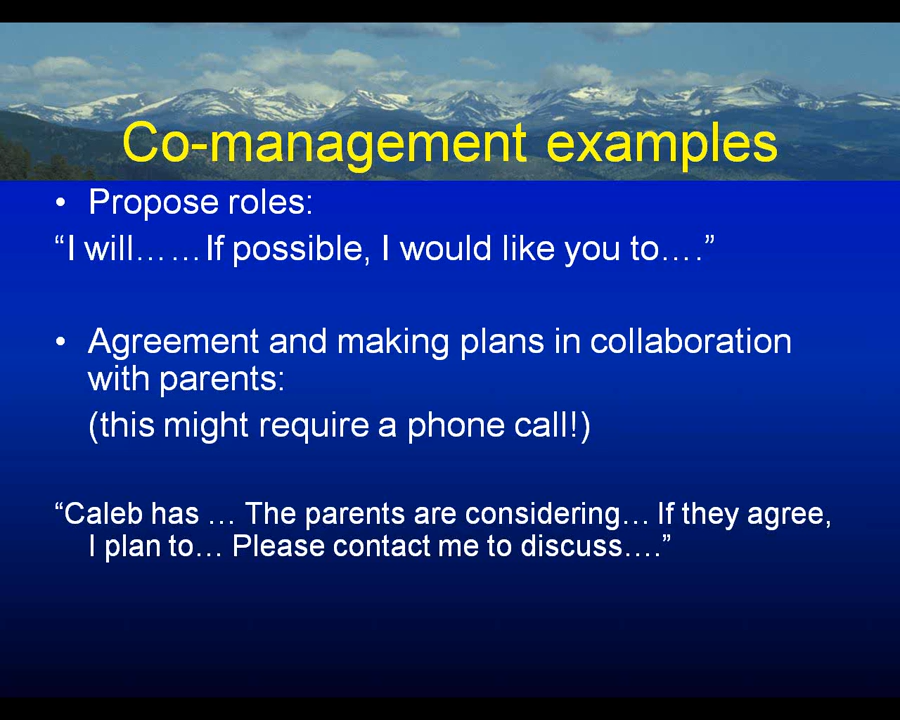 Co-management examples
• Propose roles:
“I will…… If possible, I would like you to….”
• Agreement and making plans in collaboration
with parents:
(this might require a phone call!)
“Caleb has … The parents are considering… If they agree,
I plan to… Please contact me to discuss….”